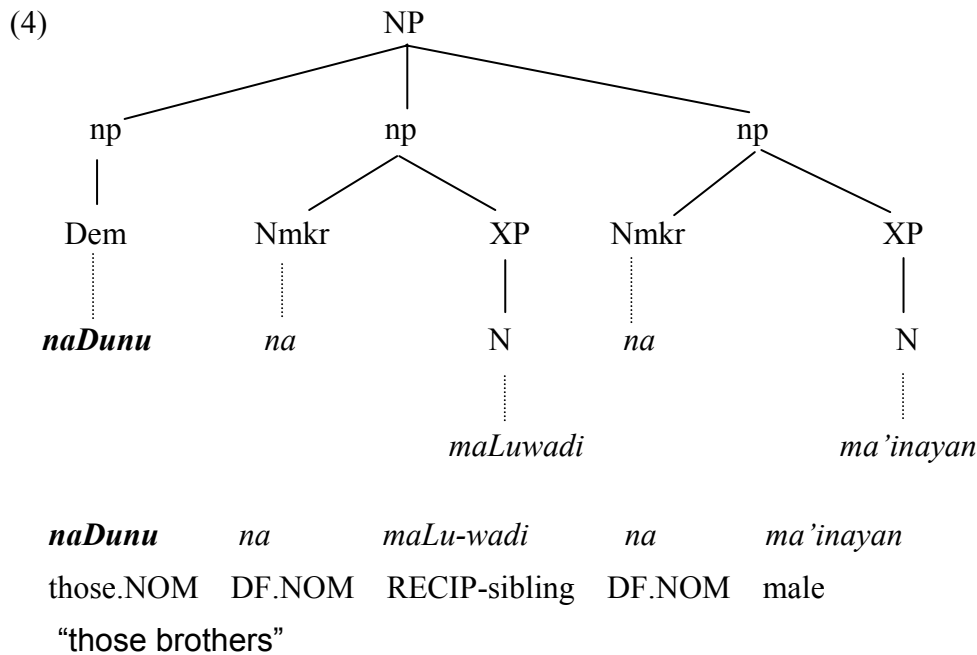 (4)
NP
np np np
Dem Nmkr XP Nmkr XP
naDunu na N na N
maLuwadi ma’inayan
naDunu na maLu-wadi na ma’inayan
those.NOM DF.NOM RECIP-sibling DF.NOM male
“those brothers”